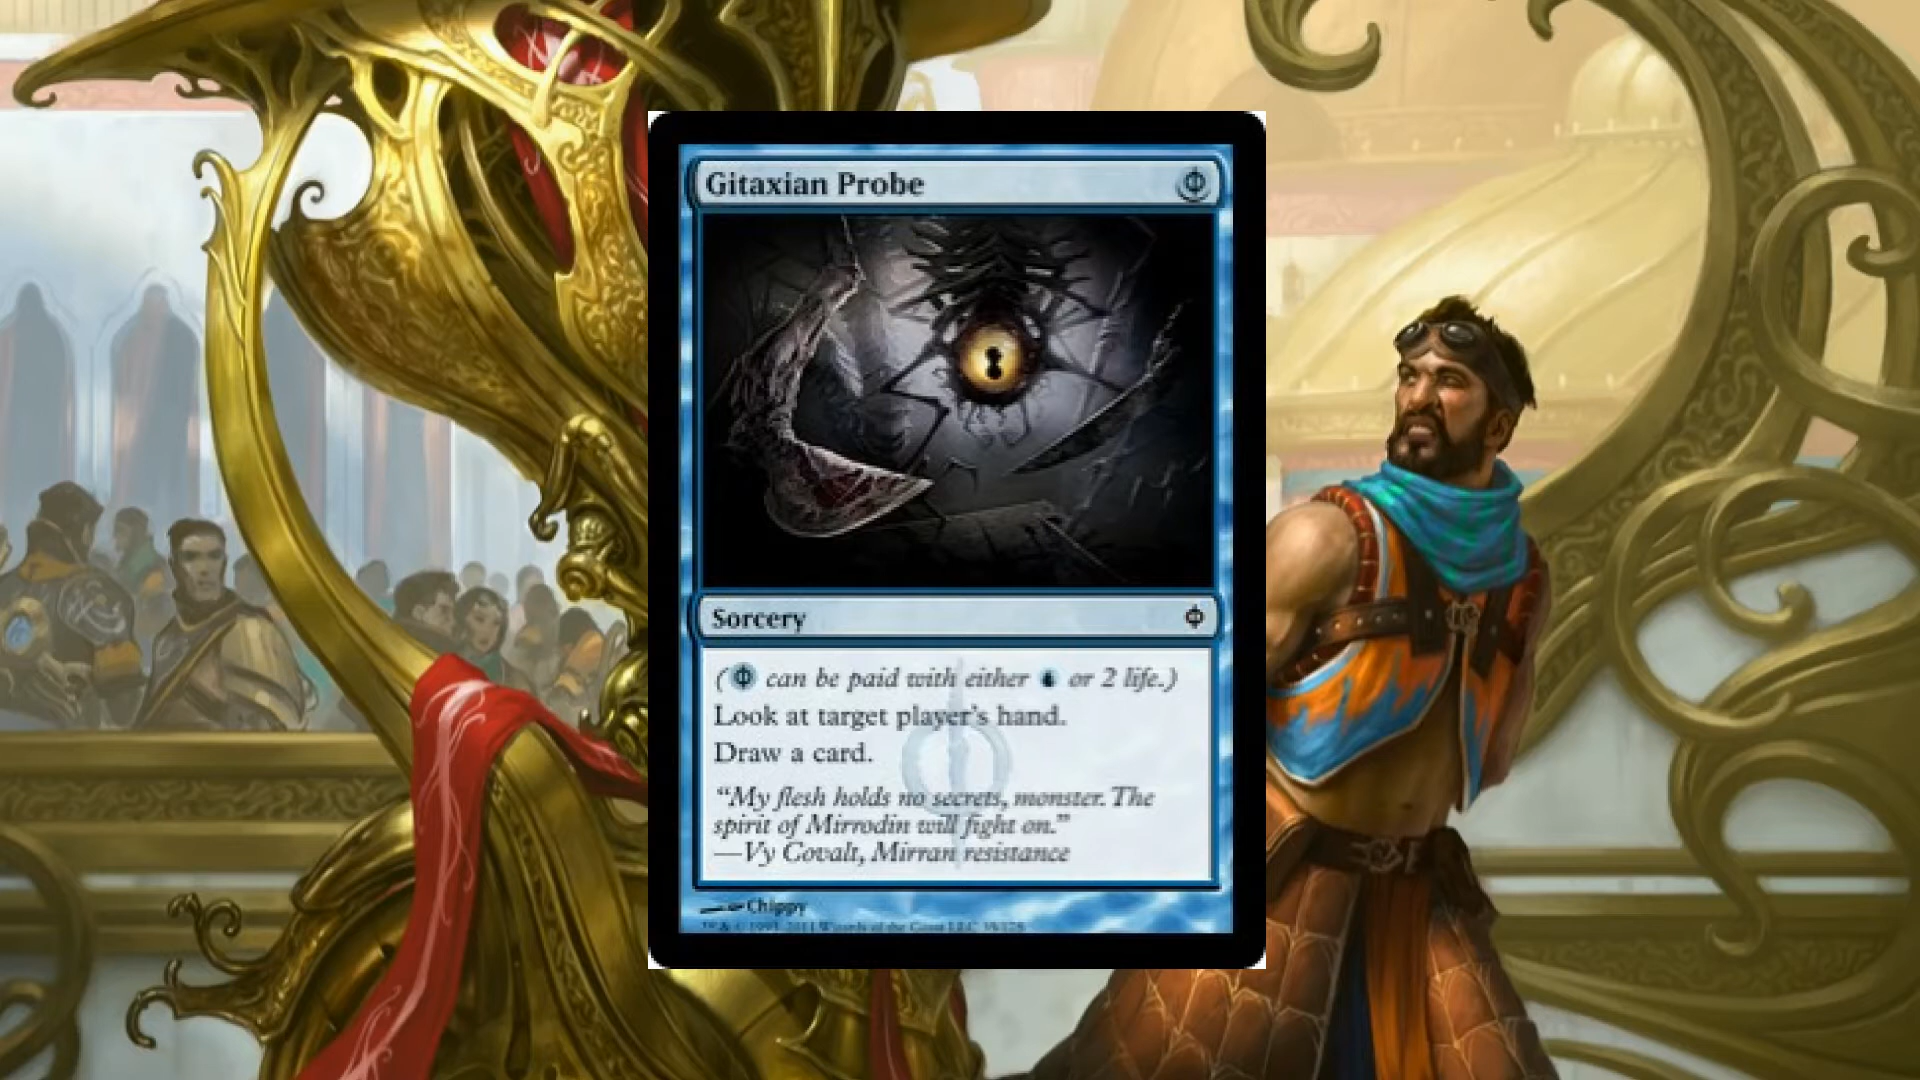 Gitaxian Probe
Sorcery
( can be paid with either or 2 life.)
Look at target player's hand.
Draw a card.
"My flesh holds no secrets, monster. The
spirit of Mirrodin will fight on."
—Vy Covalt, Mirran resistance
Chippy